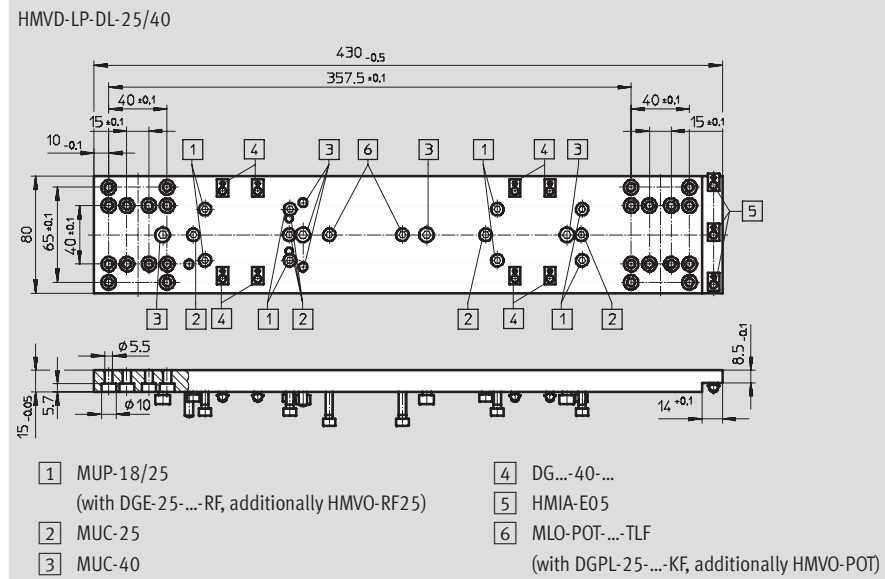 HMVD-LP-DL-25/40
430 -0.5
357.5 ±0.1
40 ±0.1
40 ±0.1
15 ±0.1
15 ±0.1
10 -0.1
1
4
3
6
3
1
4
3
80
65 ±0.1
40 ±0.1
5
3
2
4
1
2
2
4
1
2
ø5.5
8.5 -0.1
15 -0.05
5.7
ø10
14 +0.1
1 MUP-18/25
(with DGE-25-...-RF, additionally HMVO-RF25)
2 MUC-25
3 MUC-40
4 DG...-40-...
5 HMIA-E05
6 MLO-POT-...-TLF
(with DGPL-25-...-KF, additionally HMVO-POT)